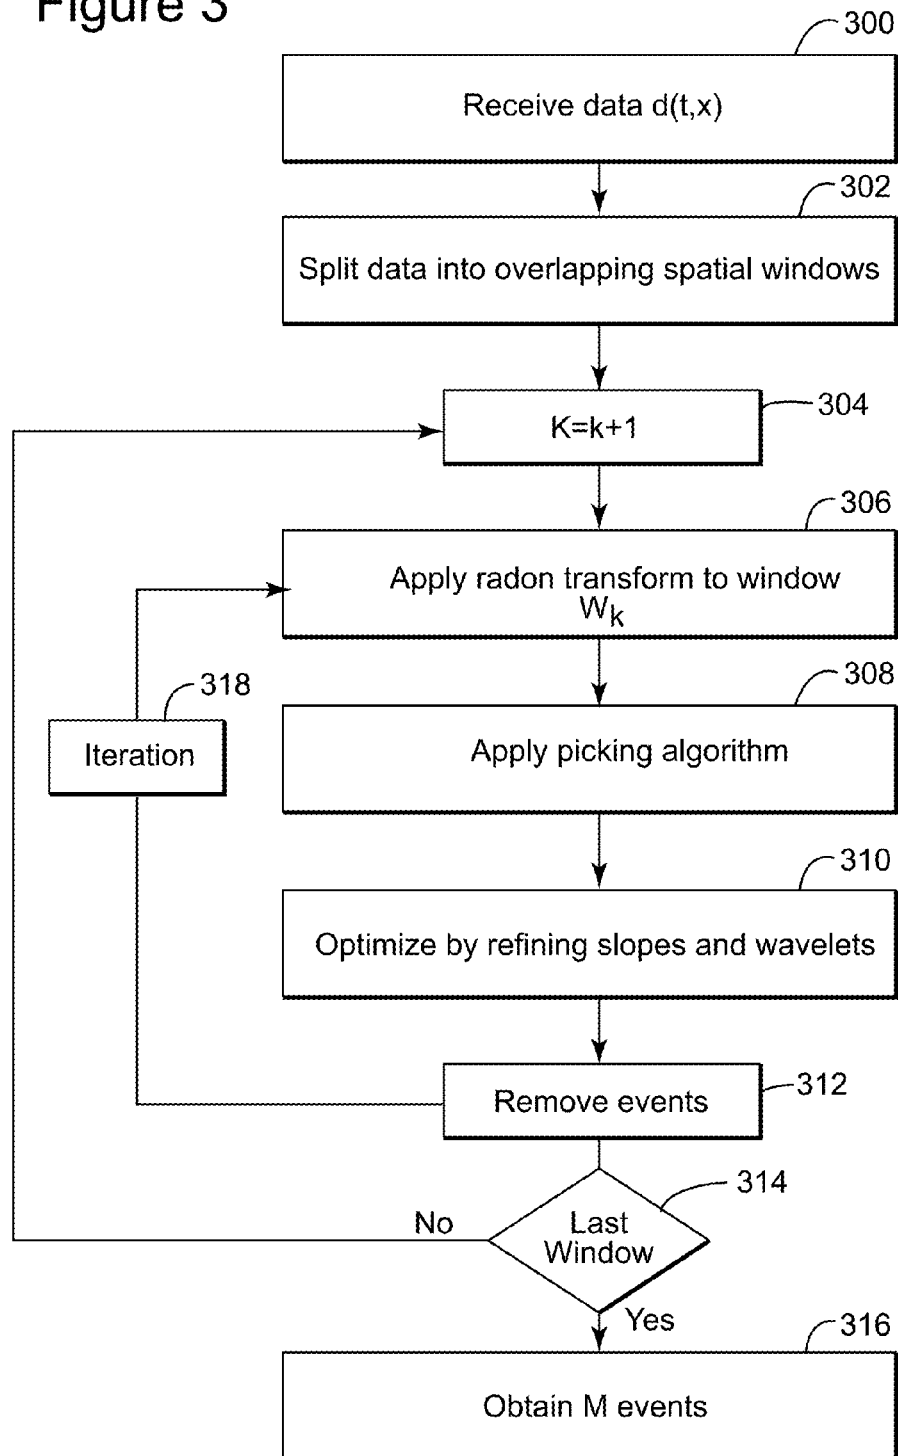 Figure 3
300
Receive data d(t,x)
302
Split data into overlapping spatial windows
304
K=k+1
306
Apply radon transform to window
Wk
318
308
Iteration
Apply picking algorithm
310
Optimize by refining slopes and wavelets
312
Remove events
314
No
Last
Window
Yes
316
Obtain M events